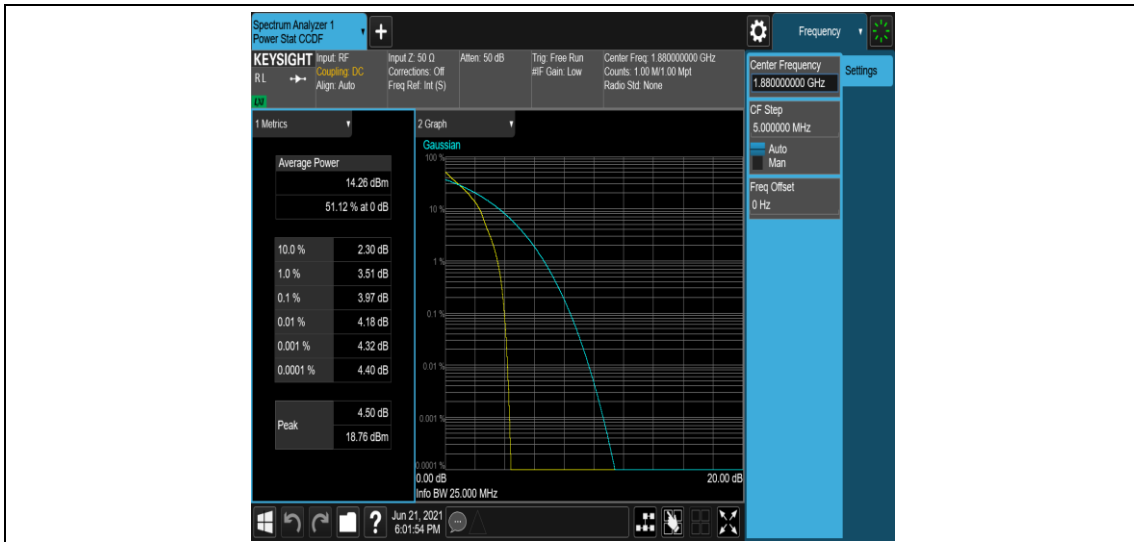 Spectrum Analyzer 1
Power Stat CCDF
Frequency
KEYSIGHT
RL
LXI
Input: RF
Coupling: DC
Align: Auto
Input Z: 50 Ω
Corrections: Off
Freq Ref: Int (S)
Atten: 50 dB
Trig: Free Run
#IF Gain: Low
Center Freq: 1.880000000 GHz
Counts: 1.00 M/1.00 Mpt
Radio Std: None
Center Frequency
1.880000000 GHz
Settings
CF Step
5.000000 MHz
Auto
Man
Freq Offset
0 Hz
1 Metrics
Average Power
14.26 dBm
51.12 % at 0 dB
10.0 % 2.30 dB
1.0 % 3.51 dB
0.1 % 3.97 dB
0.01 % 4.18 dB
0.001 % 4.32 dB
0.0001 % 4.40 dB
Peak
4.50 dB
18.76 dBm
2 Graph
Gaussian
100 %
10 %
1 %
0.1 %
0.01 %
0.001 %
0.0001 %
0.00 dB 20.00 dB
Info BW 25.000 MHz
?
Jun 21, 2021
6:01:54 PM